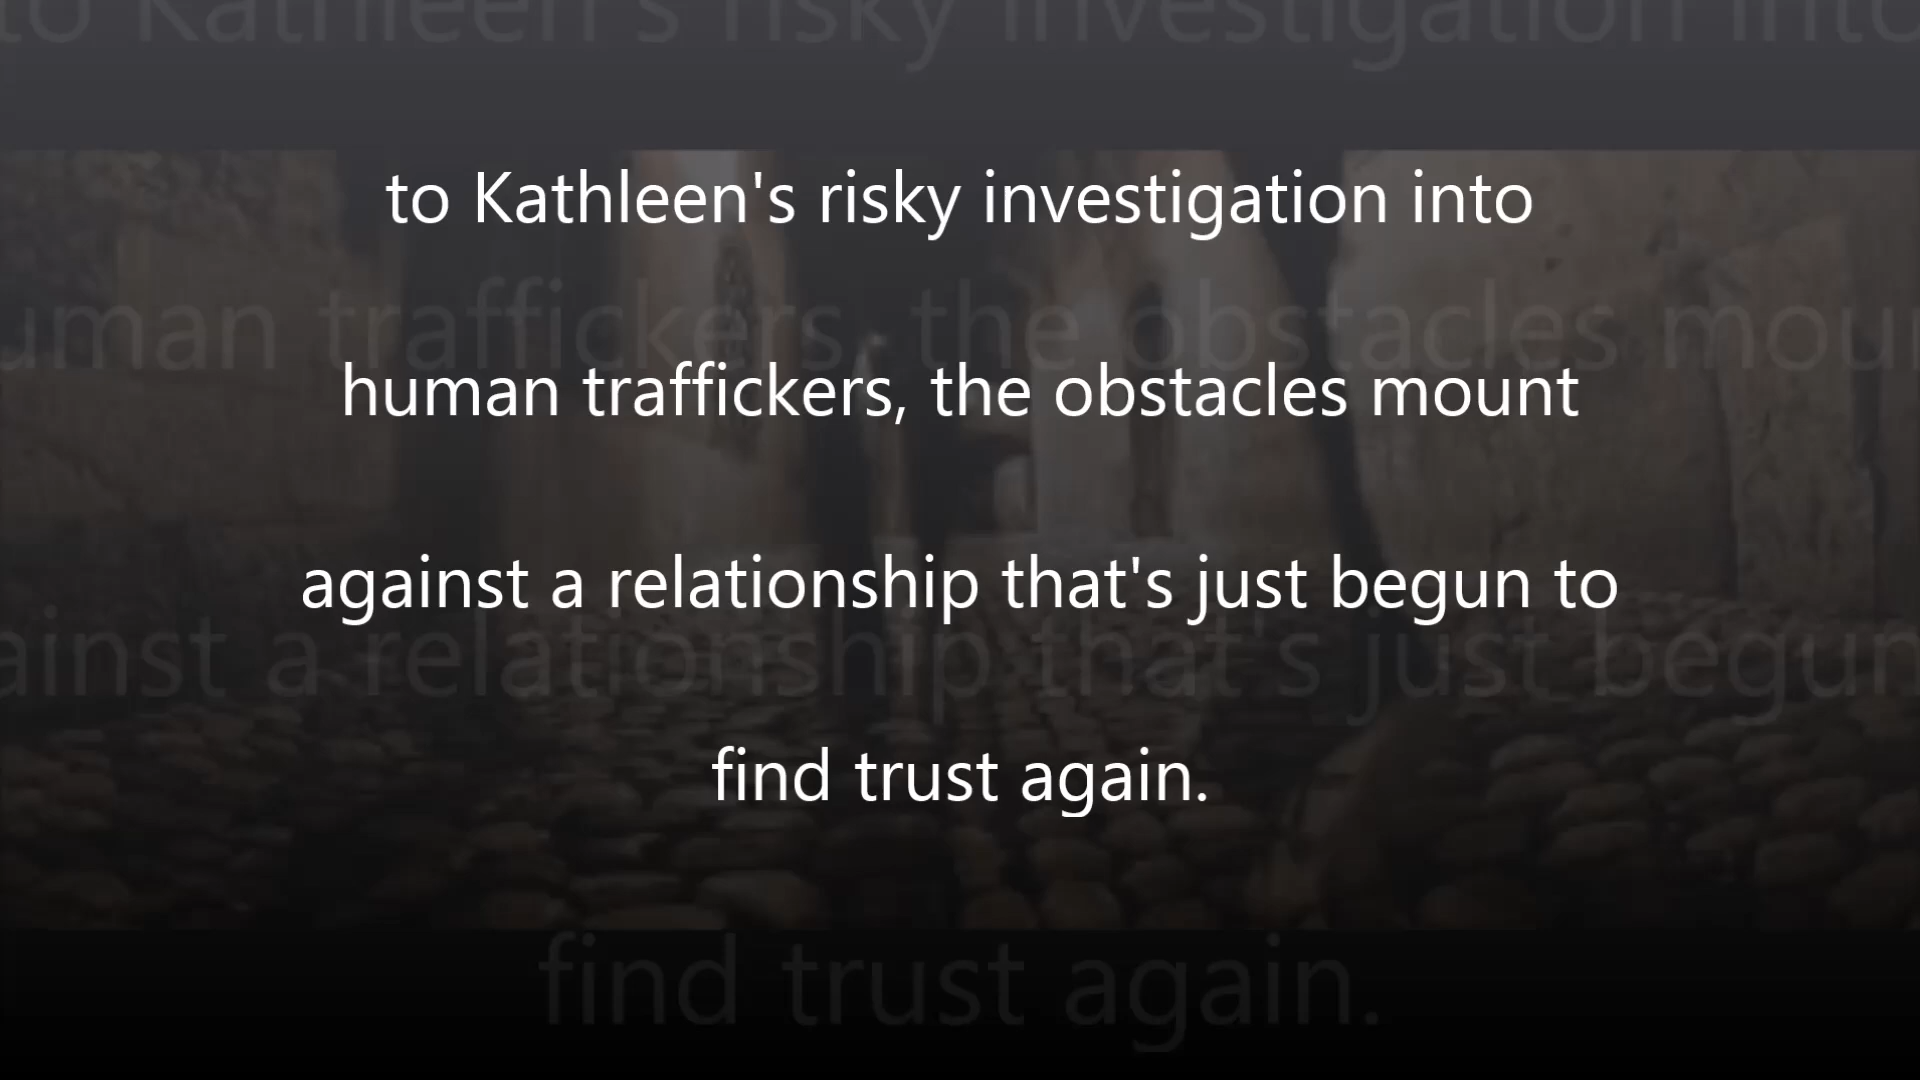 to Kathleen's risky investigation into
human traffickers, the obstacles mount
against a relationship that's just begun to
find trust again.